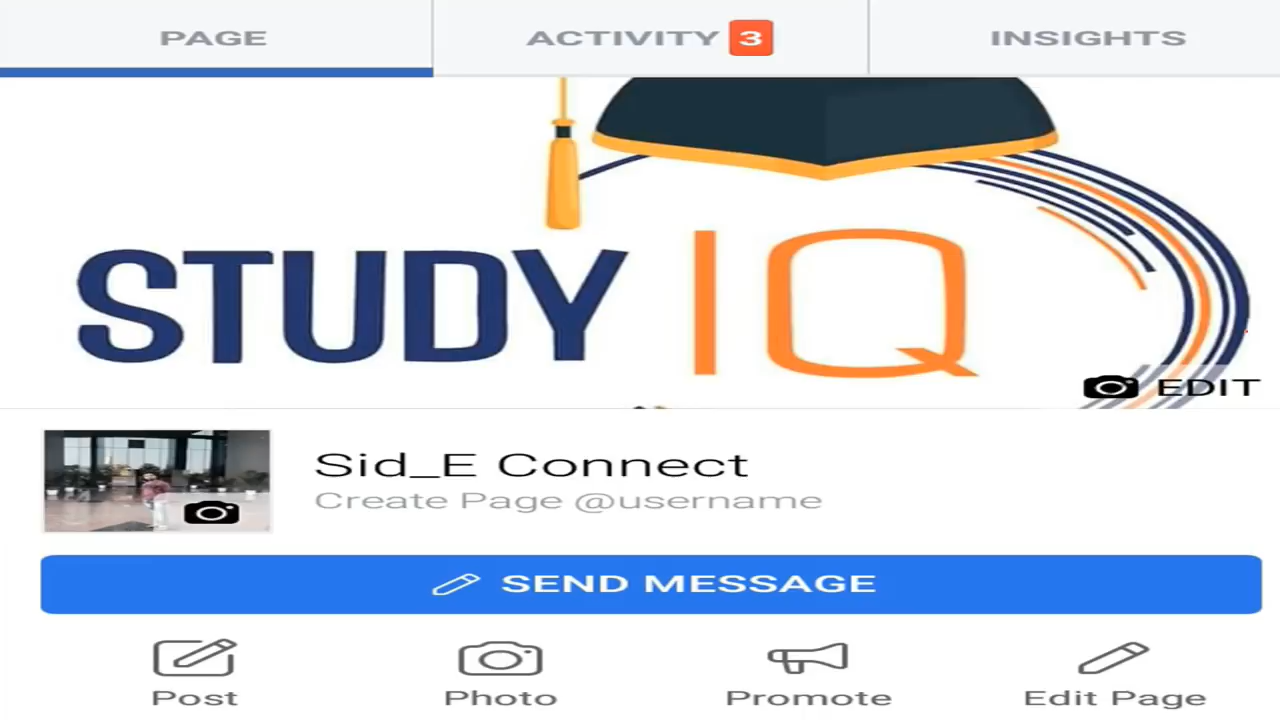 PAGE ACTIVITY 3 INSIGHTS
STUDY IQ
EDIT
Sid_E Connect
Create Page @username
SEND MESSAGE
Post Photo Promote Edit Page